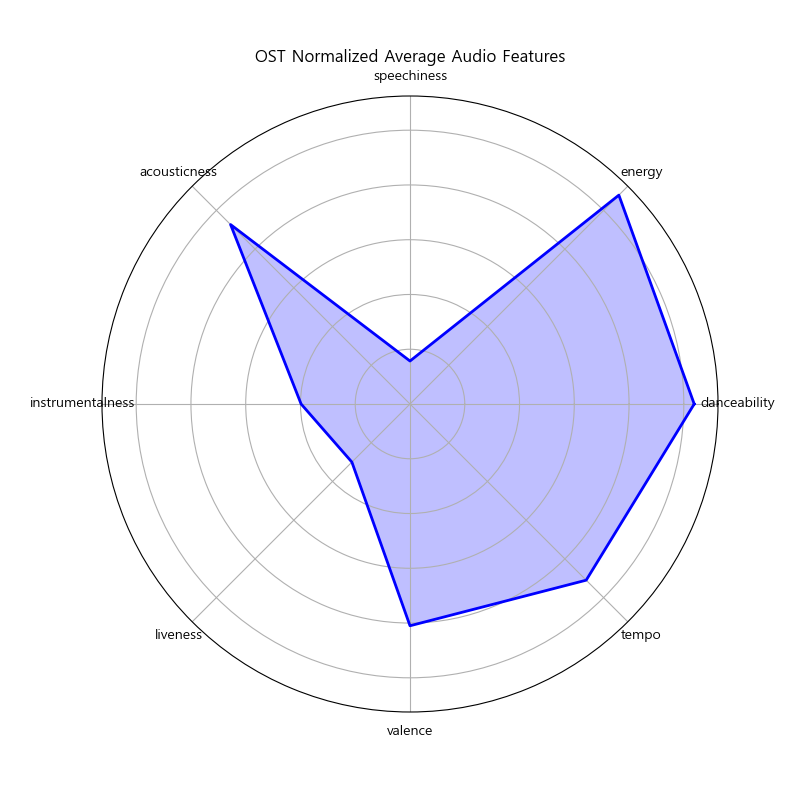 OST Normalized Average Audio Features
speechiness
acousticness
energy
instrumentalness
danceability
liveness
tempo
valence